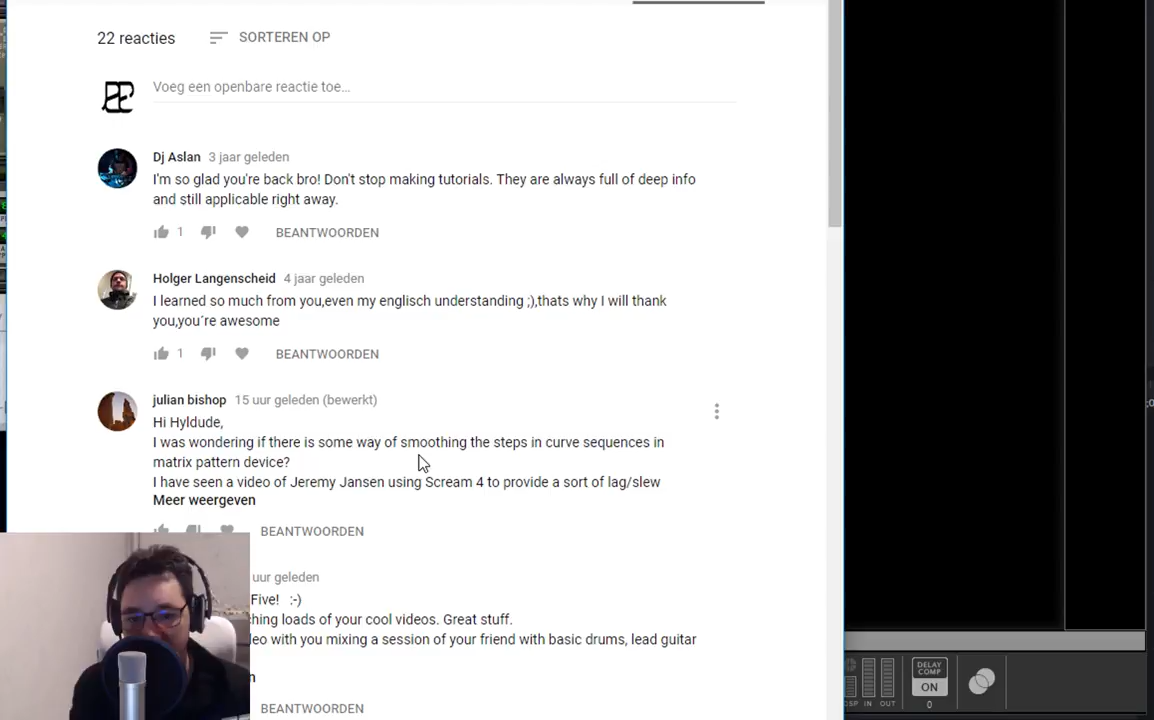 22 reacties
SORTEREN OP
Voeg een openbare reactie toe...
Dj Aslan 3 jaar geleden
I'm so glad you're back bro! Don't stop making tutorials. They are always full of deep info
and still applicable right away.
1 BEANTWOORDEN
Holger Langenscheid 4 jaar geleden
I learned so much from you,even my englisch understanding ;),thats why I will thank
you,you´re awesome
1 BEANTWOORDEN
julian bishop 15 uur geleden (bewerkt)
Hi Hyldude,
I was wondering if there is some way of smoothing the steps in curve sequences in
matrix pattern device?
I have seen a video of Jeremy Jansen using Scream 4 to provide a sort of lag/slew
Meer weergeven
BEANTWOORDEN
uur geleden
Five! :-)
ching loads of your cool videos. Great stuff.
deo with you mixing a session of your friend with basic drums, lead guitar
BEANTWOORDEN
DELAY
COMP
ON
0
DSP IN OUT